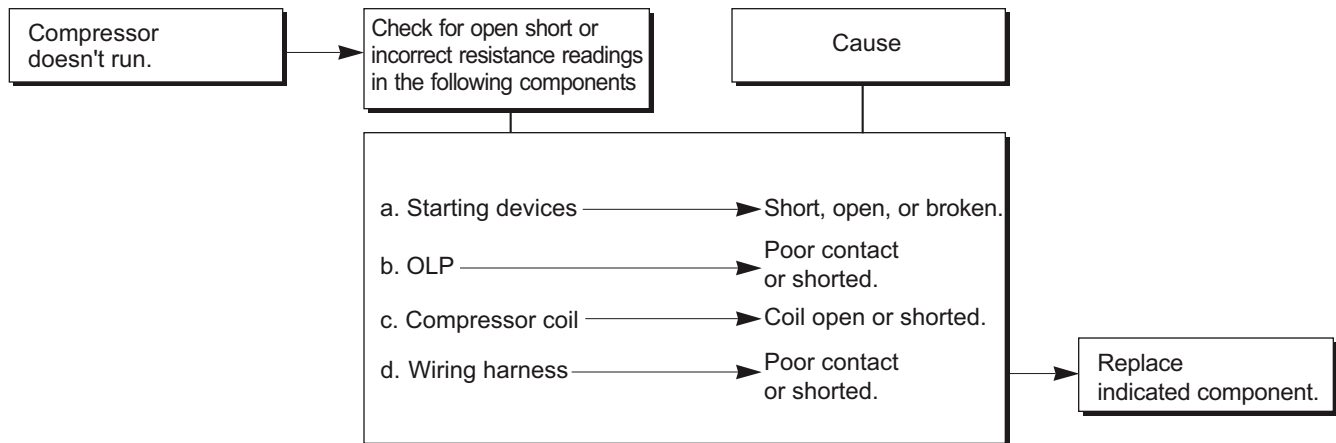 Compressor
doesn't run.
Check for open short or
incorrect resistance readings
in the following components
Cause
a. Starting devices
Short, open, or broken.
b. OLP
Poor contact
or shorted.
c. Compressor coil
Coil open or shorted.
d. Wiring harness
Poor contact
or shorted.
Replace
indicated component.